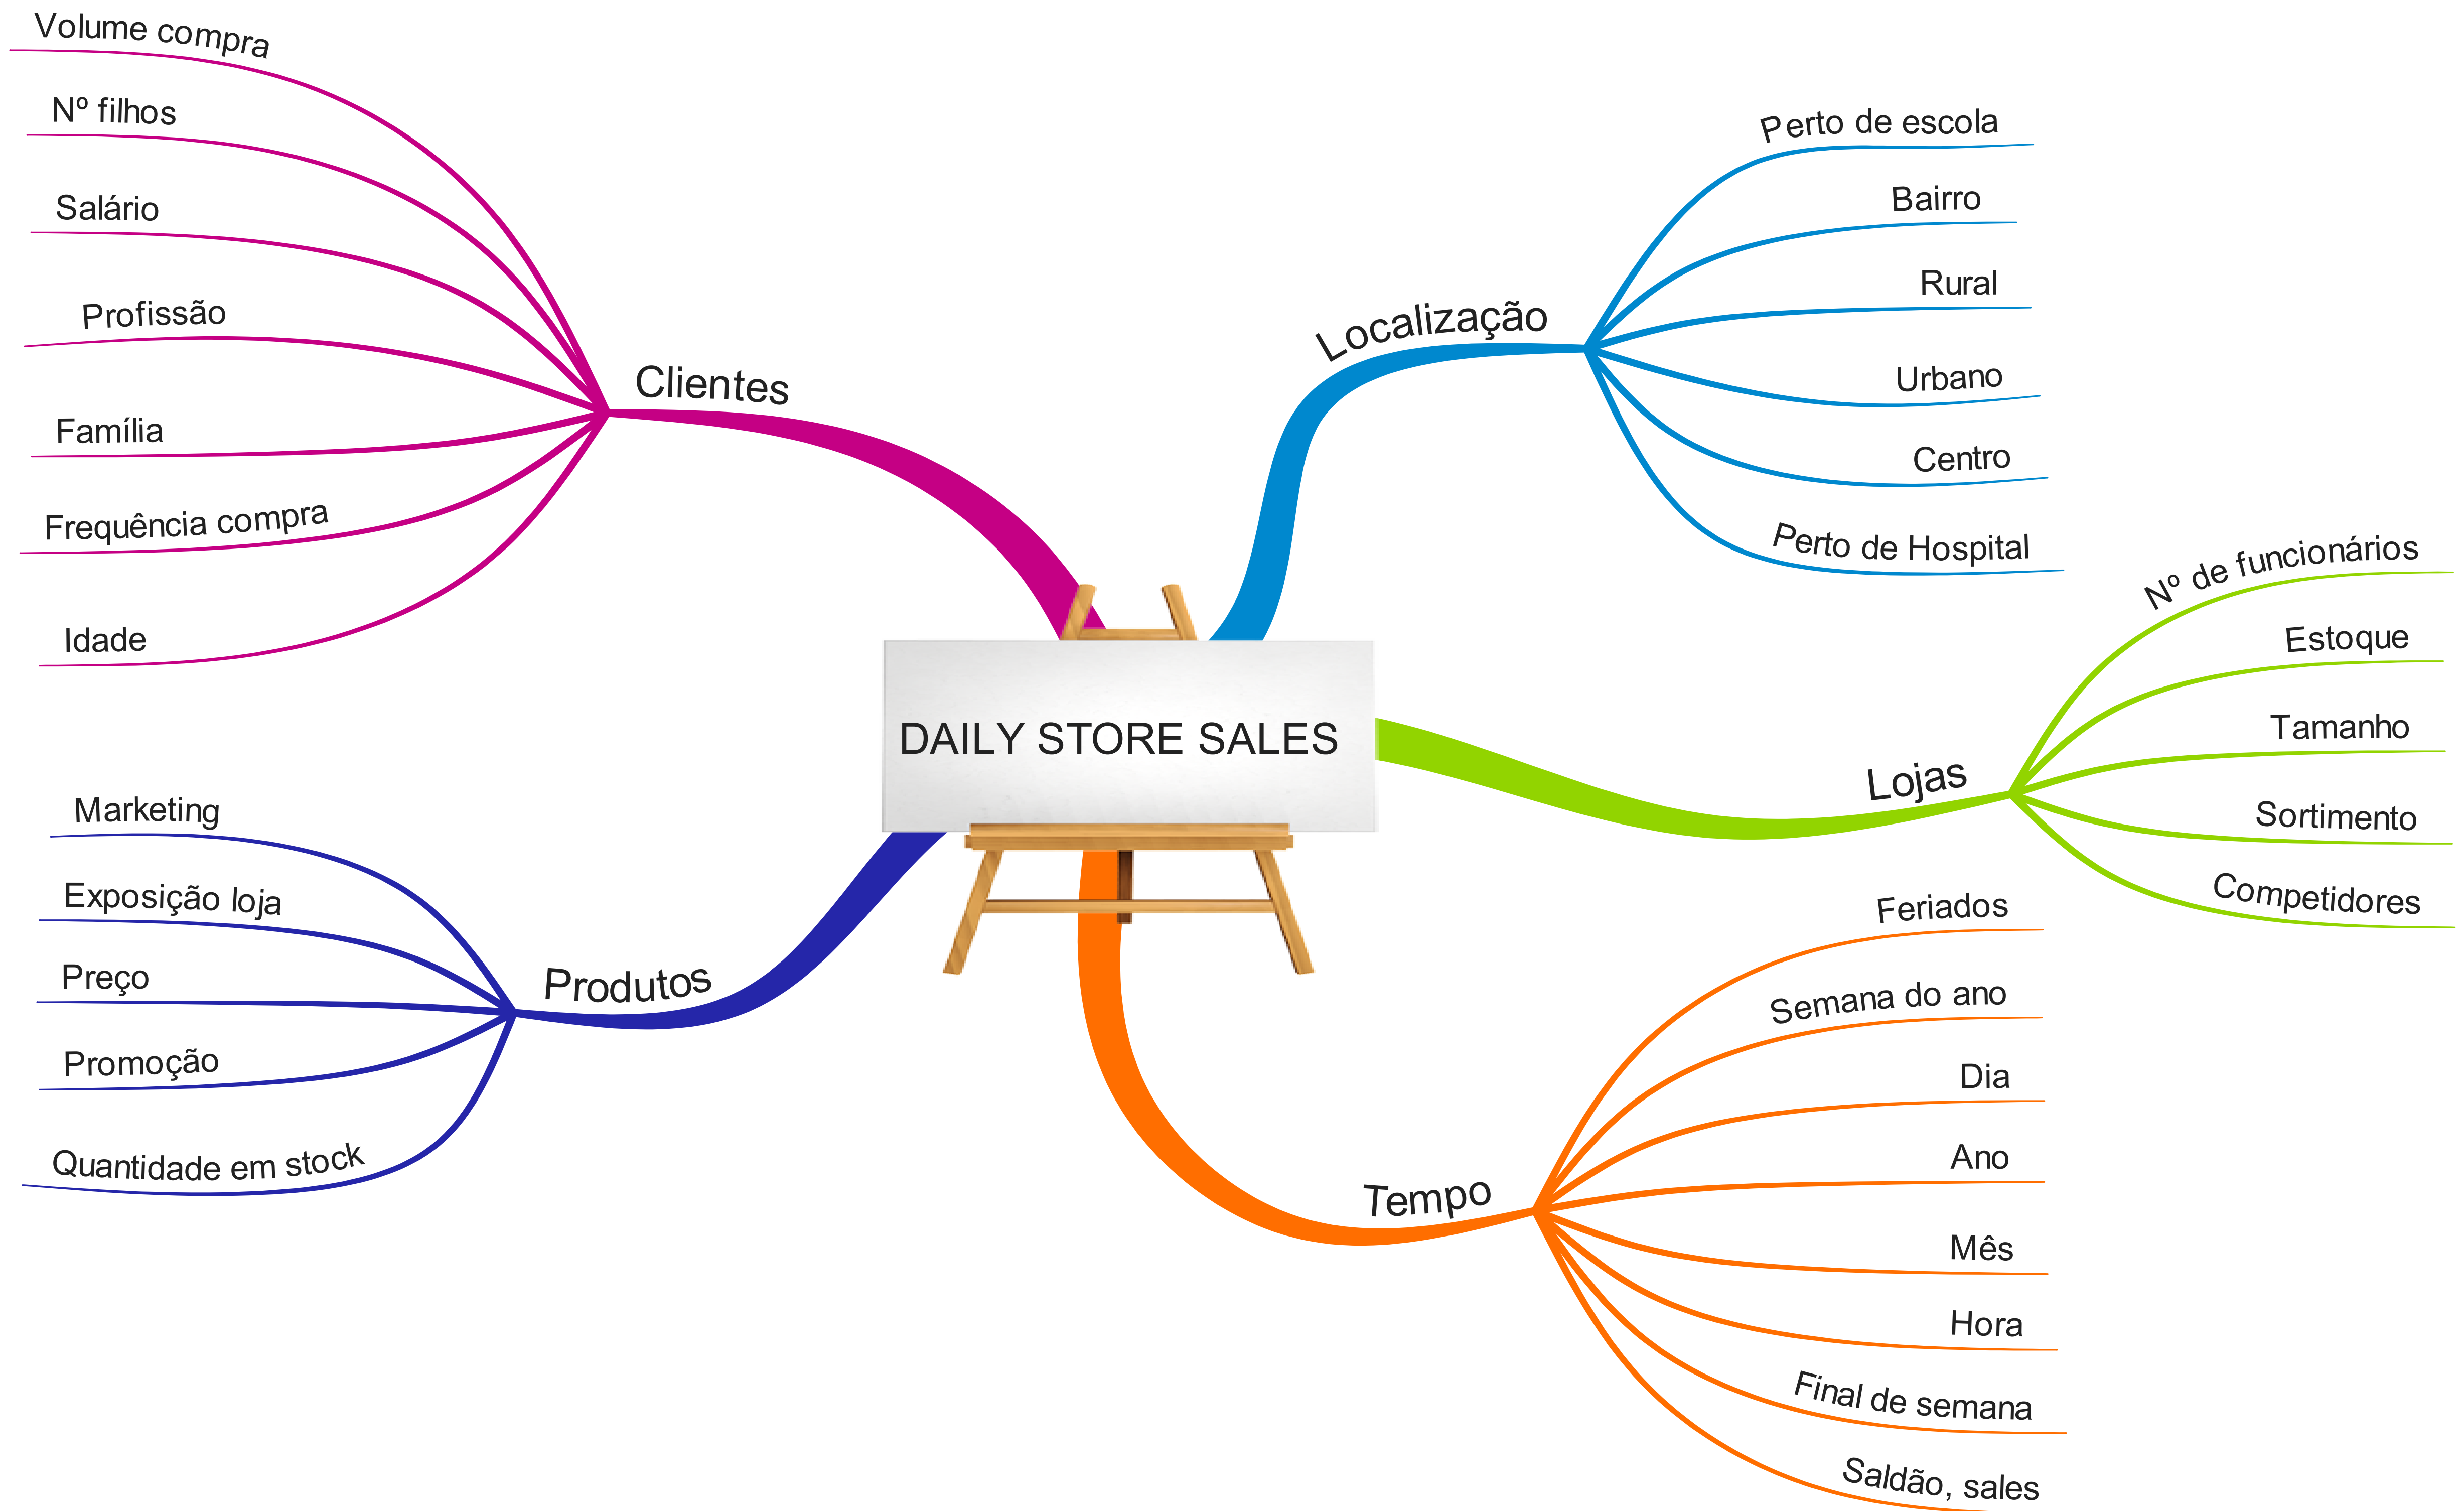 DAILY STORE SALES
Clientes
Volume compra
Nº filhos
Salário
Profissão
Família
Frequência compra
Idade
Produtos
Marketing
Exposição loja
Preço
Promoção
Quantidade em stock
Localização
Perto de escola
Bairro
Rural
Urbano
Centro
Perto de Hospital
Lojas
Nº de funcionários
Estoque
Tamanho
Sortimento
Competidores
Tempo
Feriados
Semana do ano
Dia
Ano
Mês
Hora
Final de semana
Saldão, sales